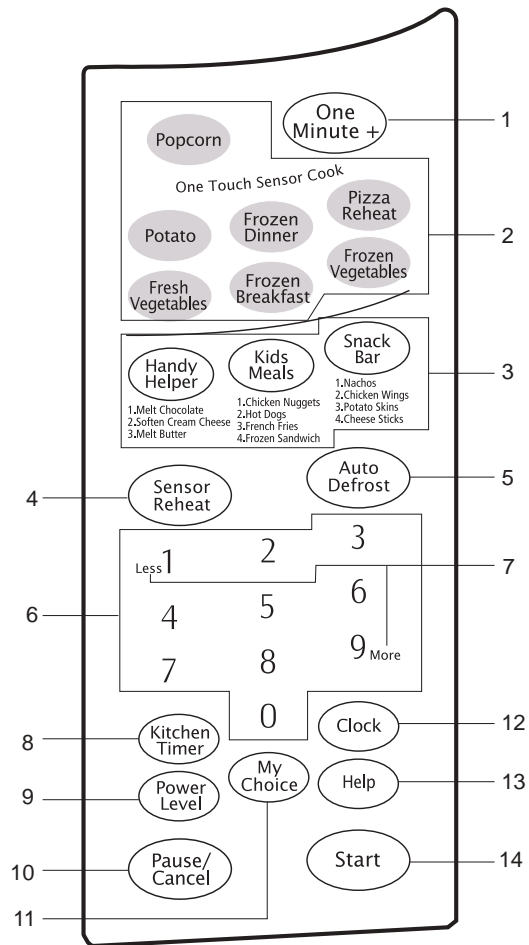 One
Minute +
1
Popcorn
One Touch Sensor Cook
Potato
Frozen
Dinner
Pizza
Reheat
2
Fresh
Vegetables
Frozen
Breakfast
Frozen
Vegetables
Handy
Helper
1.Melt Chocolate
2.Soften Cream Cheese
3.Melt Butter
Kids
Meals
1.Chicken Nuggets
2.Hot Dogs
3.French Fries
4.Frozen Sandwich
Snack
Bar
1.Nachos
2.Chicken Wings
3.Potato Skins
4.Cheese Sticks
3
4
Sensor
Reheat
Auto
Defrost
5
Less 1 2 3
7
6
4 5 6
7 8 9 More
0
8
Kitchen
Timer
Clock
12
9
Power
Level
My
Choice
Help
13
10
Pause/
Cancel
Start
14
11